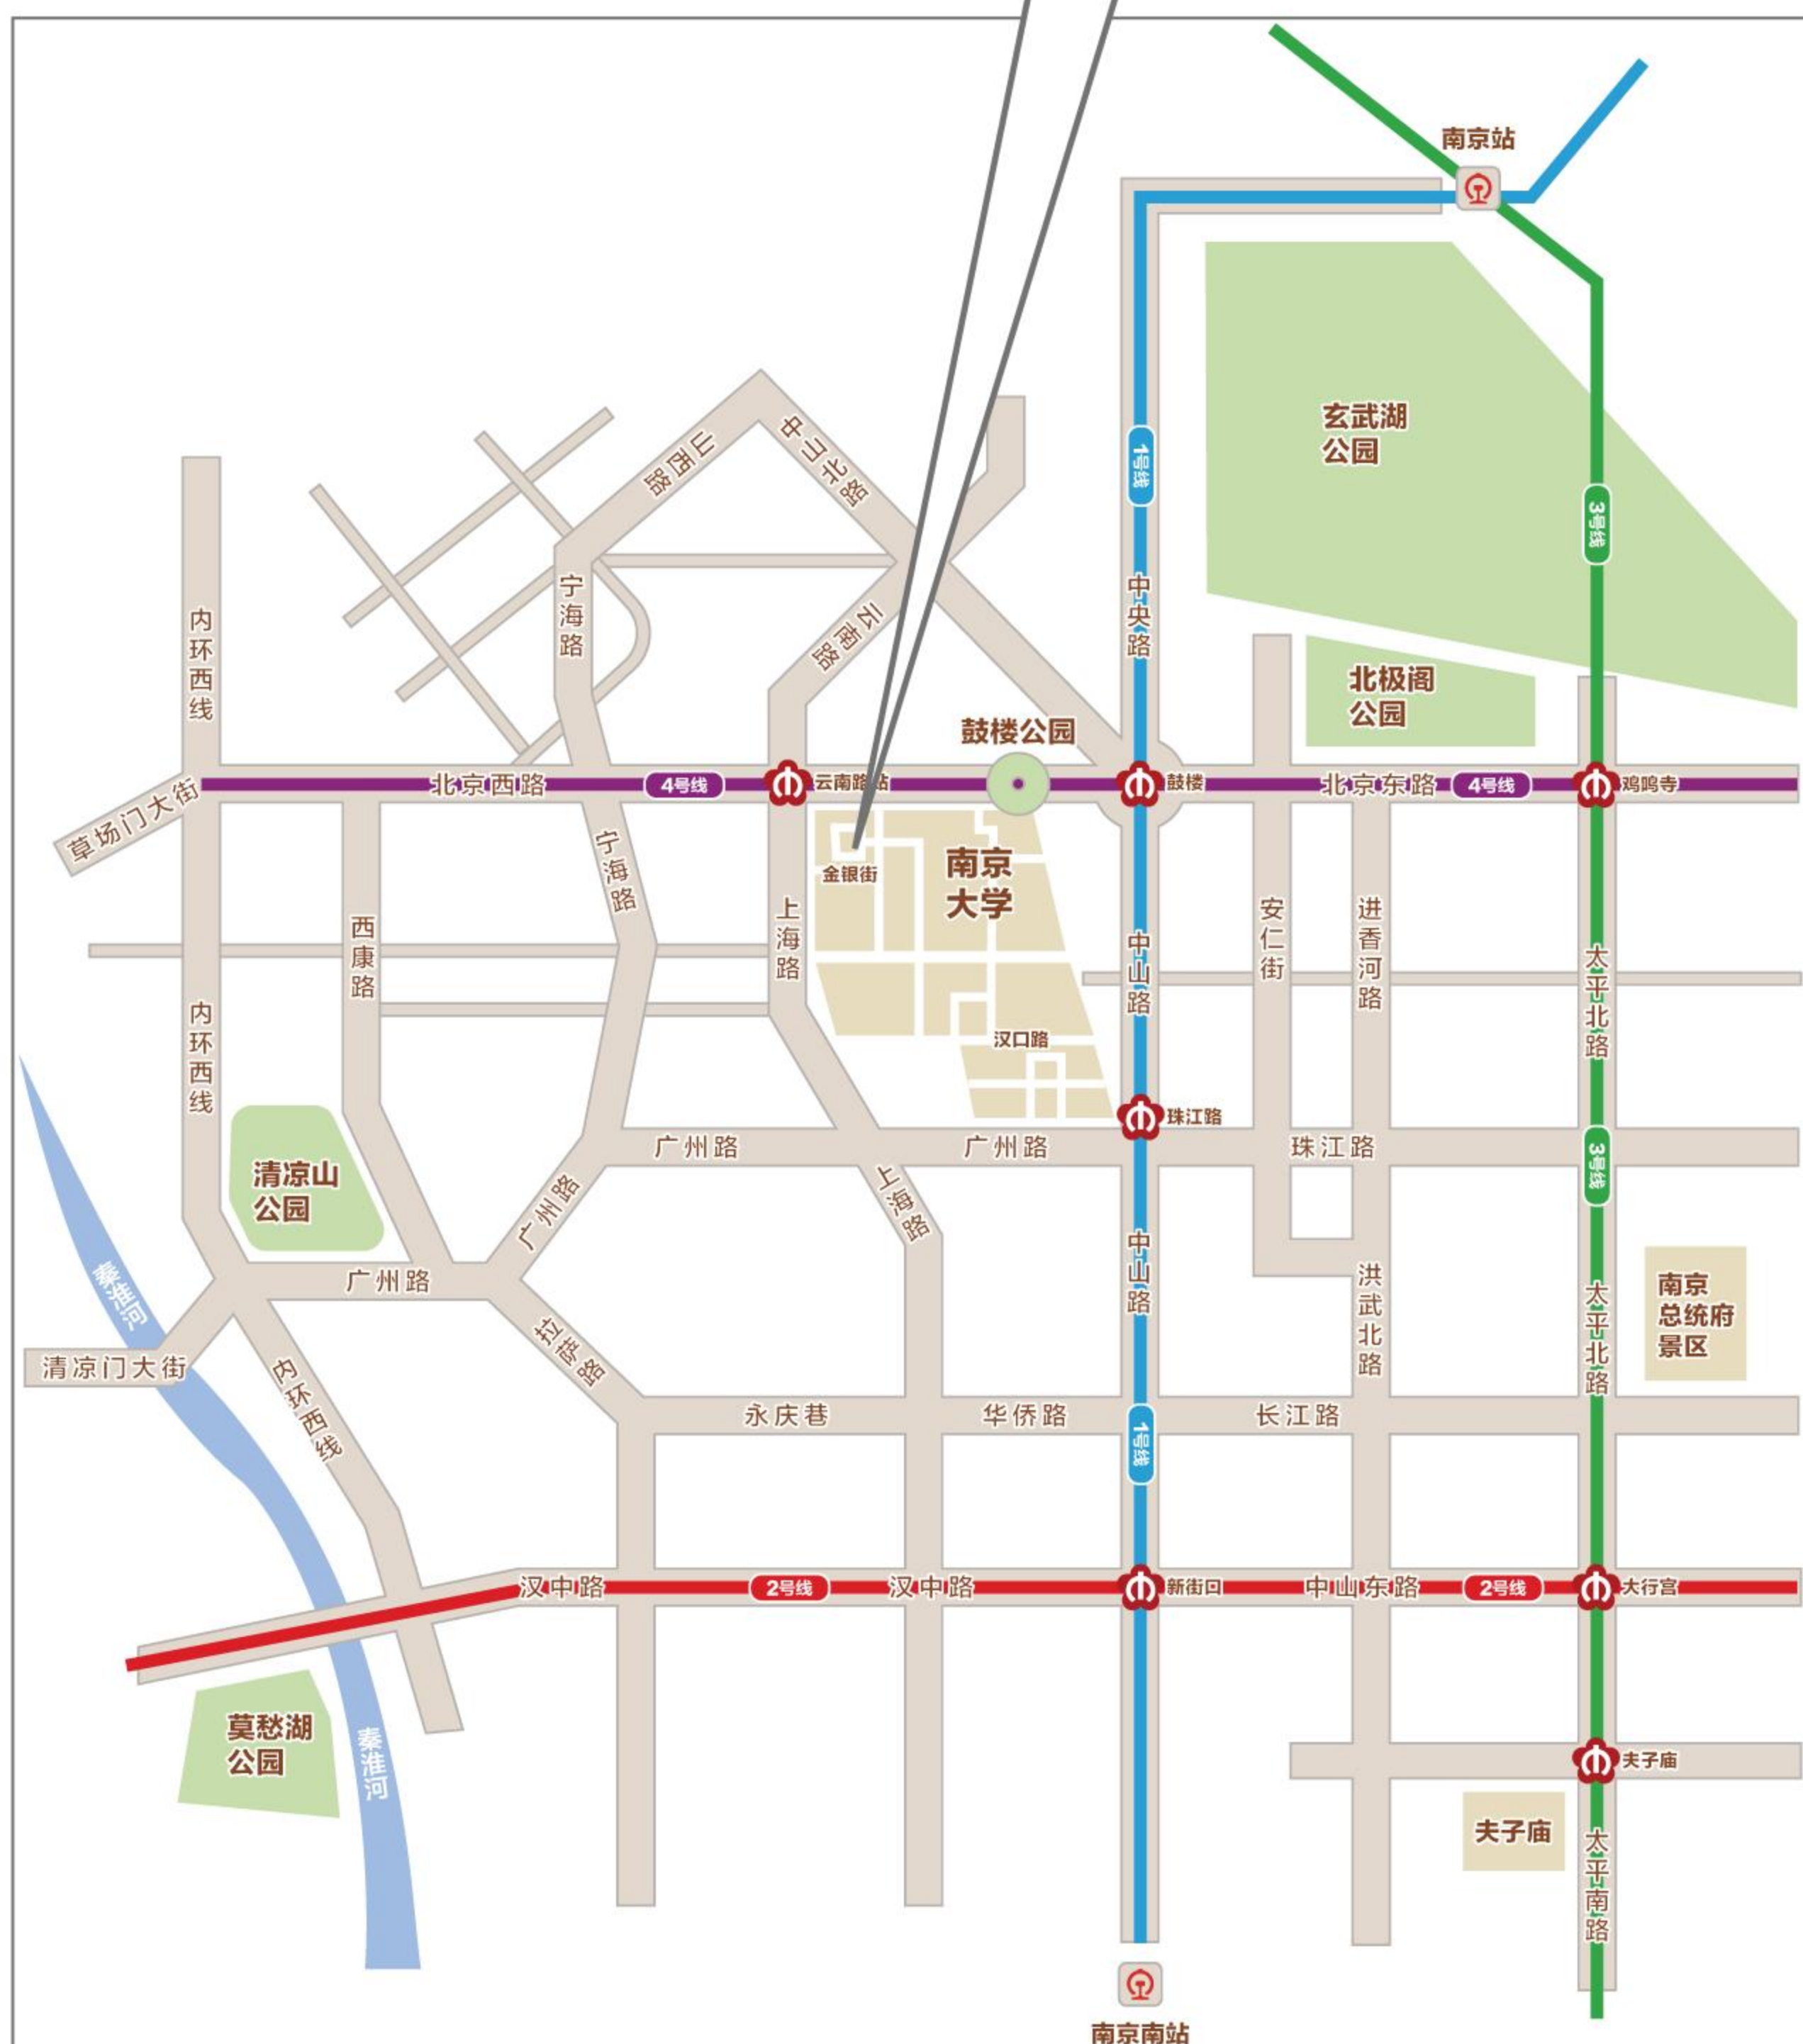 南京站
玄武湖
公园
山西路
中山北路
1号线
3号线
宁海路
中央路
云南路
内环西线
北极阁
公园
鼓楼公园
草场门大街
北京西路
4号线
云南路站
鼓楼
北京东路
4号线
鸡鸣寺
宁海路
金银街
南京
大学
西康路
上海路
中山路
安仁街
进香河路
太平北路
内环西线
汉口路
珠江路
广州路
广州路
珠江路
3号线
清凉山
公园
广州路
上海路
秦淮河
广州路
中山路
洪武北路
太平北路
南京
总统府
景区
拉萨路
清凉门大街
内环西线
永庆巷
华侨路
长江路
1号线
汉中路
2号线
汉中路
新街口
中山东路
2号线
大行宫
莫愁湖
公园
秦淮河
夫子庙
夫子庙
太平南路
南京南站